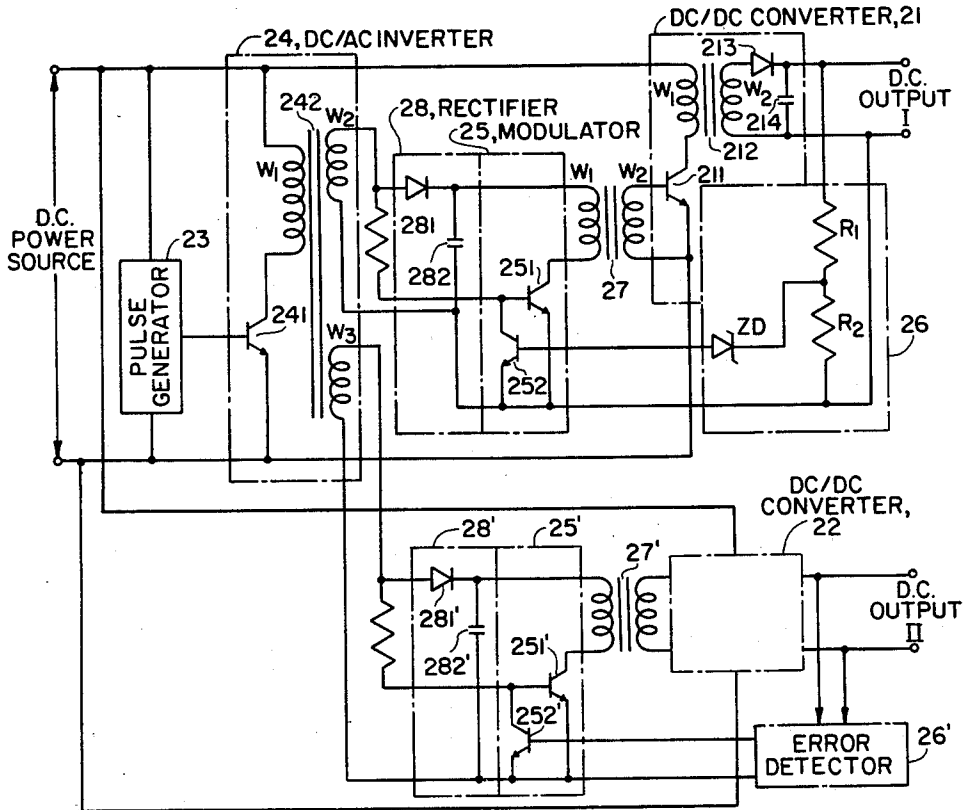 DC/DC CONVERTER, 21
24, DC/AC INVERTER
213
242
W2
28, RECTIFIER
25, MODULATOR
W1
W2
D.C.
OUTPUT
I
214
212
W1
W1
W2
211
D.C.
POWER
SOURCE
23
281
282
251
27
R1
PULSE
GENERATOR
241
W3
ZD
R2
26
252
DC/DC
CONVERTER,
22
28'
25'
27'
281'
D.C.
OUTPUT
II
282'
251'
252'
ERROR
DETECTOR
26'